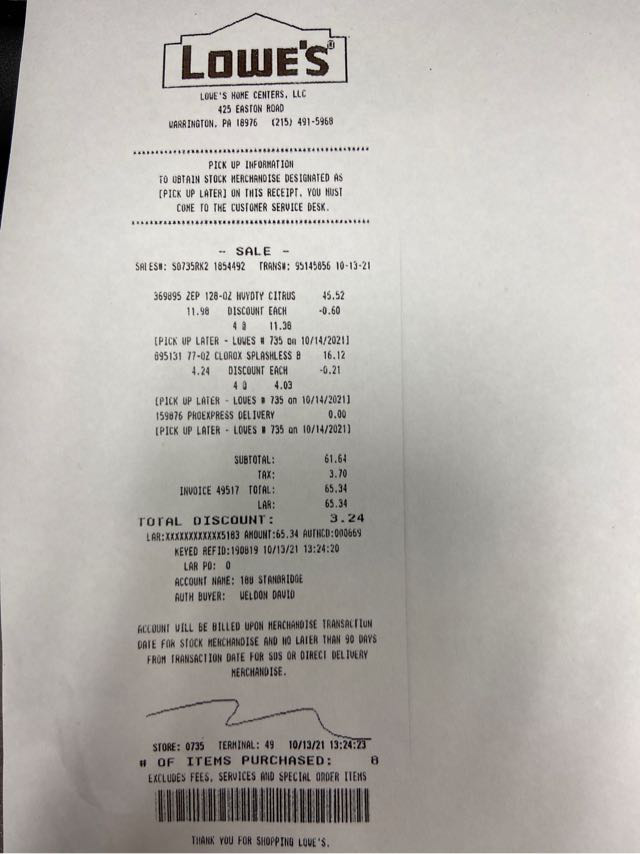 LOWE'S®
LOWE'S HOME CENTERS, LLC
425 EASTON ROAD
WARRINGTON, PA 18976 (215) 491-5968
PICK UP INFORMATION
TO OBTAIN STOCK MERCHANDISE DESIGNATED AS
[PICK UP LATER] ON THIS RECEIPT, YOU MUST
COME TO THE CUSTOMER SERVICE DESK.
- SALE -
SALES#: S0735RK2 1854492 TRANS#: 95145856 10-13-21
369895 ZEP 128-OZ HVYDTY CITRUS 45.52
11.98 DISCOUNT EACH -0.60
4 @ 11.38
[PICK UP LATER - LOWES # 735 on 10/14/2021]
895131 77-OZ CLOROX SPLASHLESS B 16.12
4.24 DISCOUNT EACH -0.21
4 @ 4.03
[PICK UP LATER - LOWES # 735 on 10/14/2021]
159876 PROEXPRESS DELIVERY 0.00
[PICK UP LATER - LOWES # 735 on 10/14/2021]
SUBTOTAL: 61.64
TAX: 3.70
INVOICE 49517 TOTAL: 65.34
LAR: 65.34
TOTAL DISCOUNT: 3.24
LAR:XXXXXXXXXXXX5183 AMOUNT:65.34 AUTHCD:000669
KEYED REFID:190819 10/13/21 13:24:20
LAR PO: 0
ACCOUNT NAME: 188 STANBRIDGE
AUTH BUYER: WELDON DAVID
ACCOUNT WILL BE BILLED UPON MERCHANDISE TRANSACTION
DATE FOR STOCK MERCHANDISE AND NO LATER THAN 90 DAYS
FROM TRANSACTION DATE FOR SOS OR DIRECT DELIVERY
MERCHANDISE.
STORE: 0735 TERMINAL: 49 10/13/21 13:24:23
# OF ITEMS PURCHASED: 8
EXCLUDES FEES, SERVICES AND SPECIAL ORDER ITEMS
THANK YOU FOR SHOPPING LOWE'S.